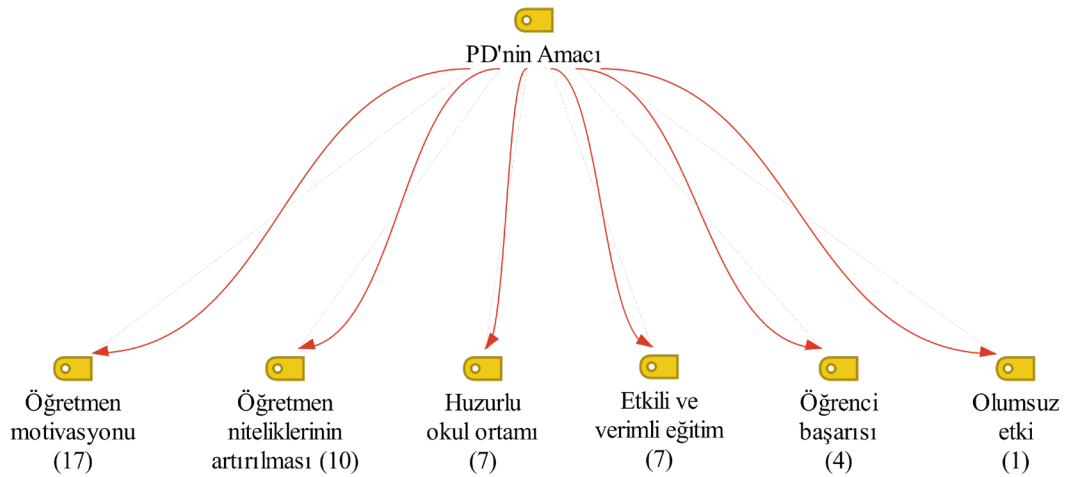 PD'nin Amacı
Öğretmen
motivasyonu
(17)
Öğretmen
niteliklerinin
artırılması (10)
Huzurlu
okul ortamı
(7)
Etkili ve
verimli eğitim
(7)
Öğrenci
başarısı
(4)
Olumsuz
etki
(1)